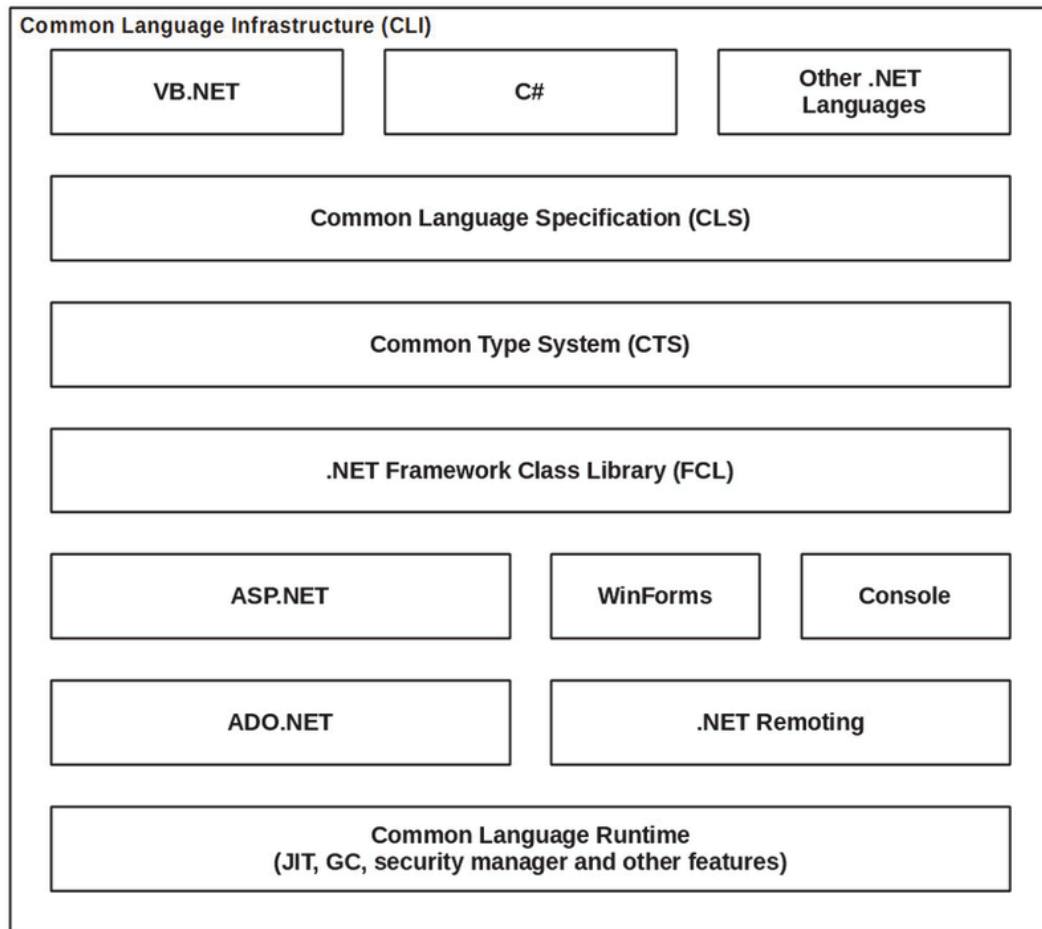 Common Language Infrastructure (CLI)
VB.NET
C#
Other .NET
Languages
Common Language Specification (CLS)
Common Type System (CTS)
.NET Framework Class Library (FCL)
ASP.NET
WinForms
Console
ADO.NET
.NET Remoting
Common Language Runtime
(JIT, GC, security manager and other features)